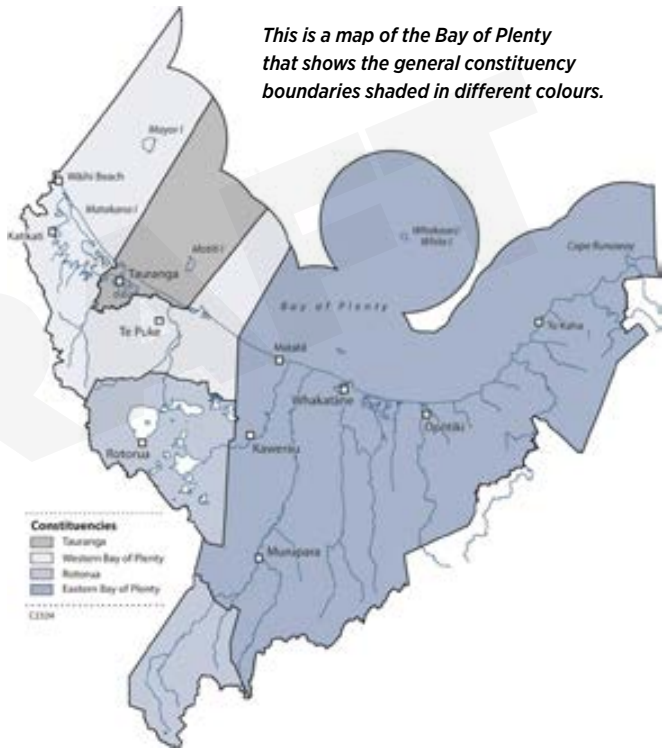 This is a map of the Bay of Plenty
that shows the general constituency
boundaries shaded in different colours.
Mayor I
Waihi Beach
Matakana I
Katikati
Motiti I
Tauranga
Whakaari/
White I
Cape Runaway
Bay of Plenty
Te Puke
Te Kaha
Matatā
Whakatāne
Ōpōtiki
Rotorua
Kawerau
Murupara
Constituencies
Tauranga
Western Bay of Plenty
Rotorua
Eastern Bay of Plenty